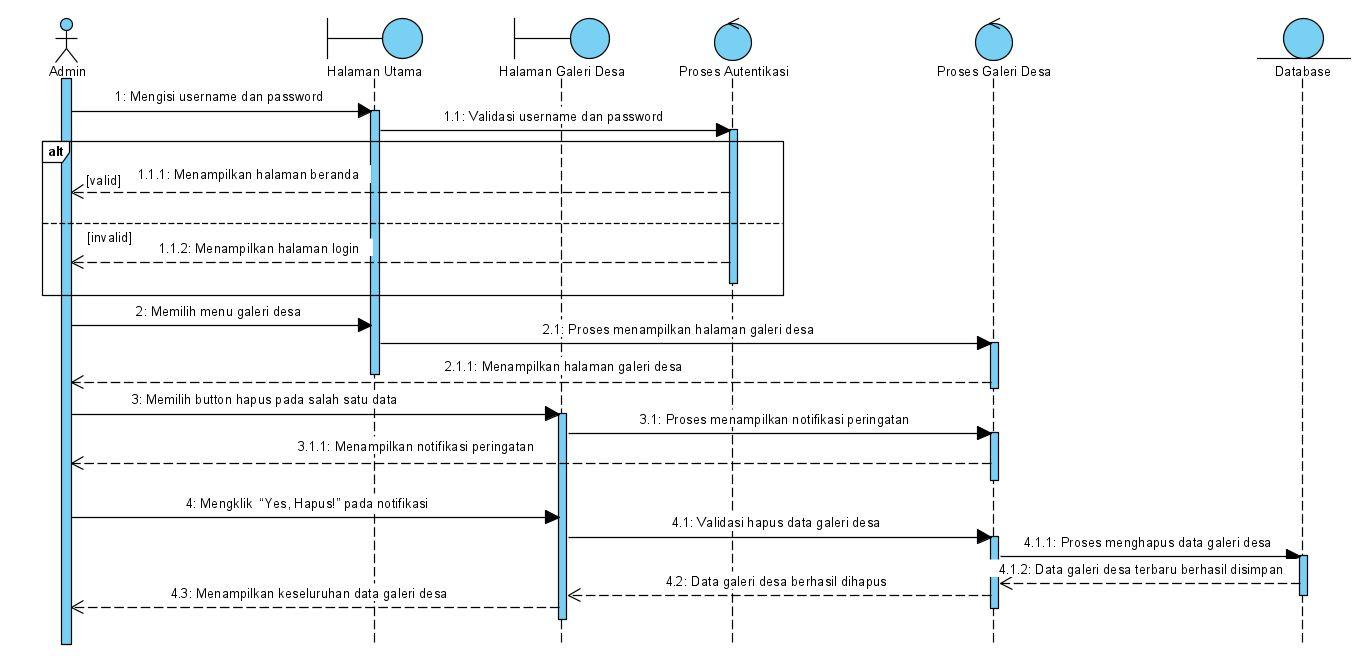 Admin
Halaman Utama
Halaman Galeri Desa
Proses Autentikasi
Proses Galeri Desa
Database
1: Mengisi username dan password
1.1: Validasi username dan password
alt
[valid]
1.1.1: Menampilkan halaman beranda
[invalid]
1.1.2: Menampilkan halaman login
2: Memilih menu galeri desa
2.1: Proses menampilkan halaman galeri desa
2.1.1: Menampilkan halaman galeri desa
3: Memilih button hapus pada salah satu data
3.1: Proses menampilkan notifikasi peringatan
3.1.1: Menampilkan notifikasi peringatan
4: Mengklik “Yes, Hapus!” pada notifikasi
4.1: Validasi hapus data galeri desa
4.1.1: Proses menghapus data galeri desa
4.1.2: Data galeri desa terbaru berhasil disimpan
4.2: Data galeri desa berhasil dihapus
4.3: Menampilkan keseluruhan data galeri desa